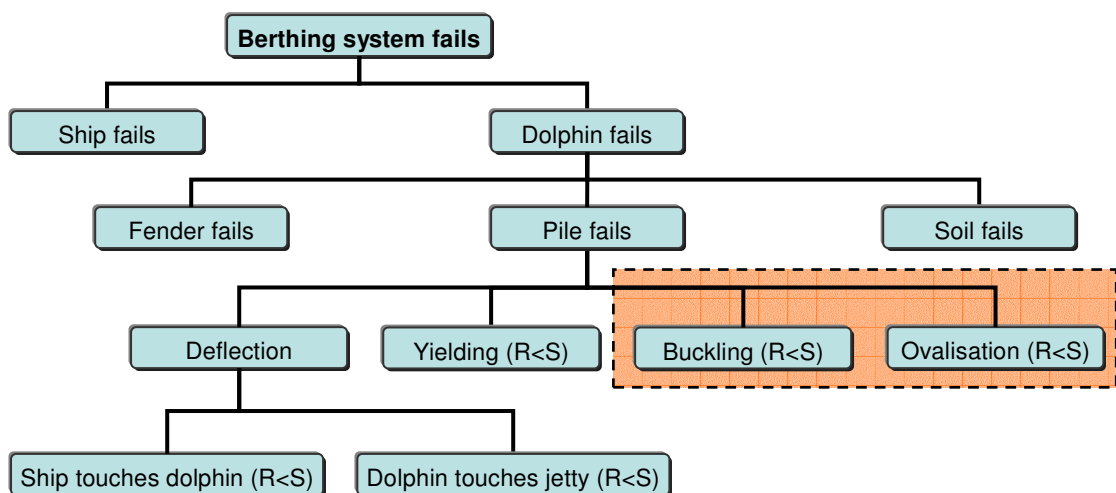 Berthing system fails
Ship fails
Dolphin fails
Fender fails
Pile fails
Soil fails
Deflection
Yielding (R<S)
Buckling (R<S)
Ovalisation (R<S)
Ship touches dolphin (R<S)
Dolphin touches jetty (R<S)